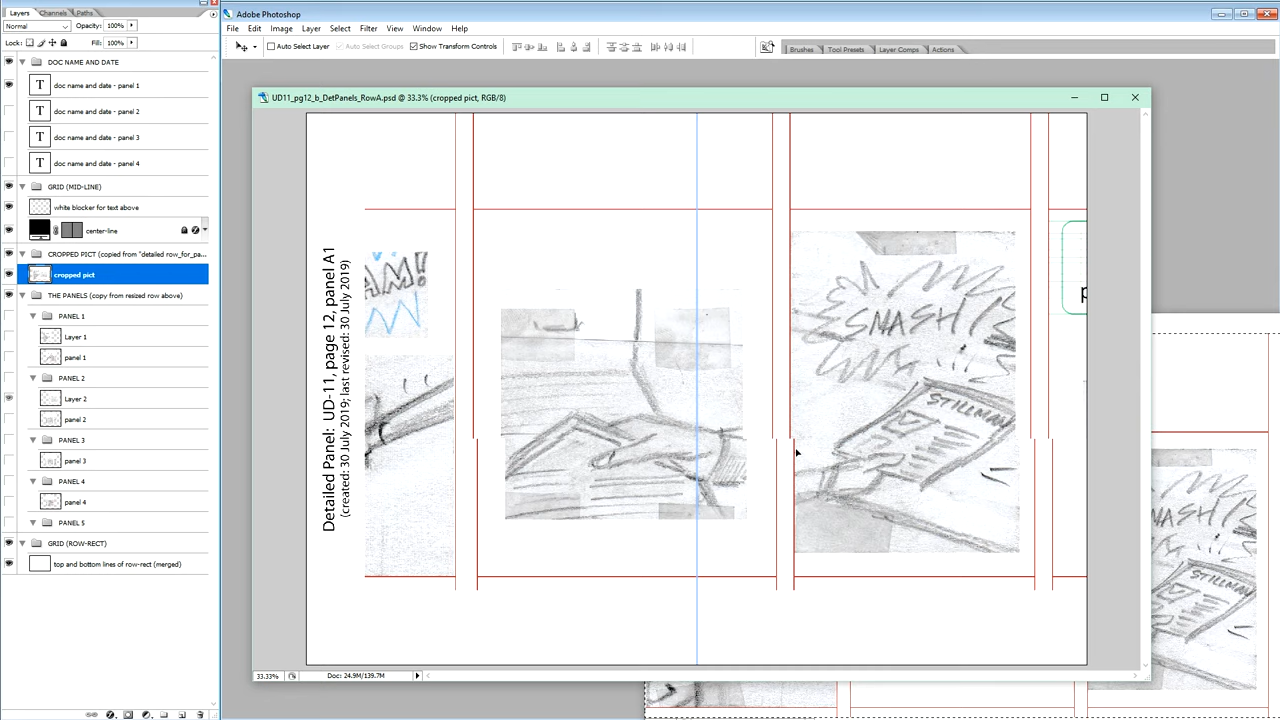 Layers Channels Paths
Normal Opacity: 100%
Lock: Fill: 100%
DOC NAME AND DATE
T doc name and date - panel 1
T doc name and date - panel 2
T doc name and date - panel 3
T doc name and date - panel 4
GRID (MID-LINE)
white blocker for text above
center-line
CROPPED PICT (copied from "detailed row_for_pa...
cropped pict
THE PANELS (copy from resized row above)
PANEL 1
Layer 1
panel 1
PANEL 2
Layer 2
panel 2
PANEL 3
panel 3
PANEL 4
panel 4
PANEL 5
GRID (ROW-RECT)
top and bottom lines of row-rect (merged)
Adobe Photoshop
File Edit Image Layer Select Filter View Window Help
Auto Select Layer Auto Select Groups Show Transform Controls
Brushes Tool Presets Layer Comps Actions
UD11_pg12_b_DetPanels_RowA.psd @ 33.3% (cropped pict, RGB/8)
Detailed Panel: UD-11, page 12, panel A1
(created: 30 July 2019; last revised: 30 July 2019)
AM!
SMASH!
STILLMAN
33.33% Doc: 24.9M/139.7M
STILLMAN